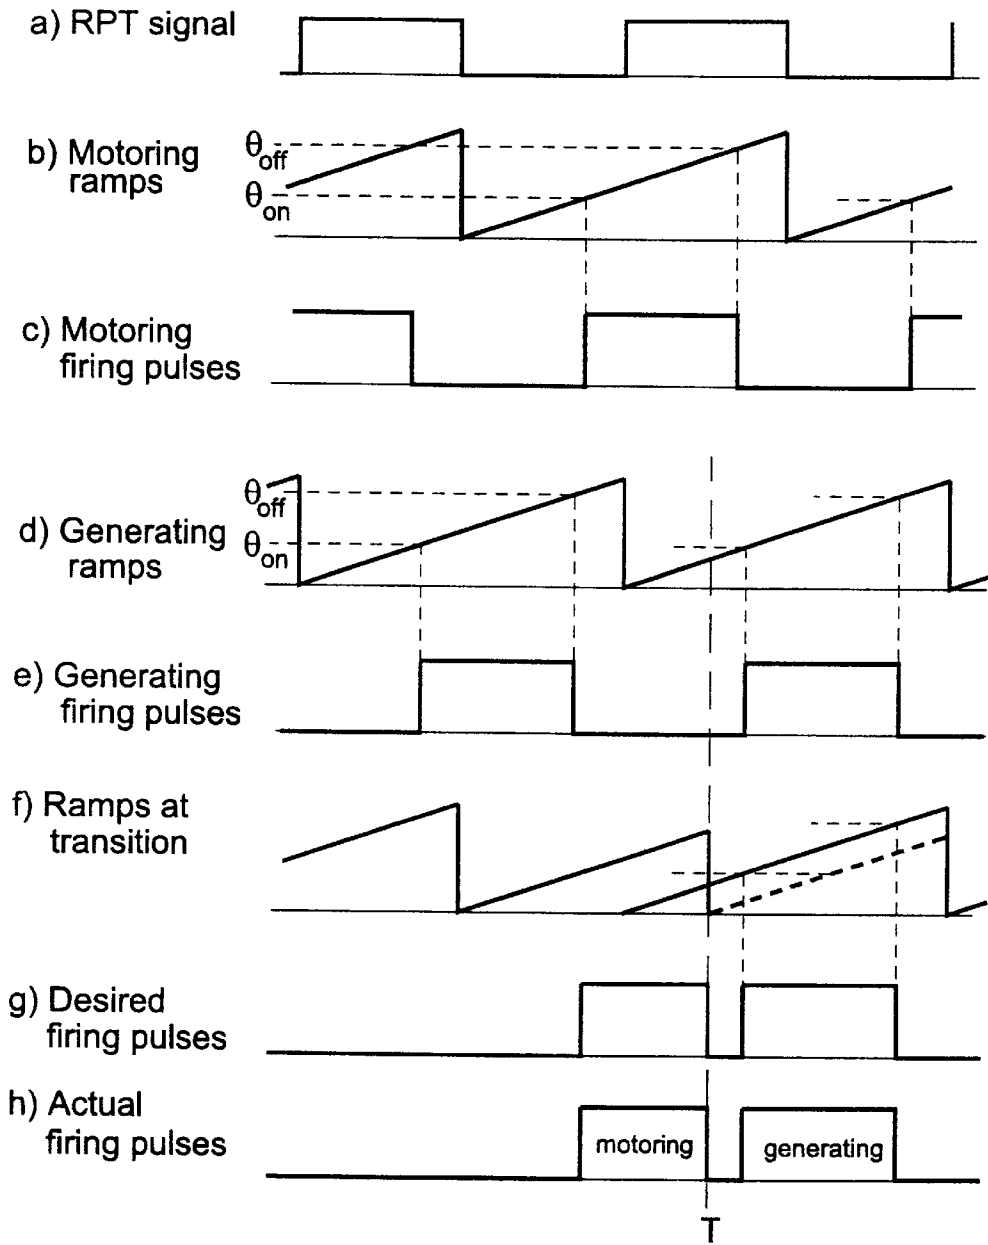 a) RPT signal
b) Motoring
ramps
θoff
θon
c) Motoring
firing pulses
d) Generating
ramps
θoff
θon
e) Generating
firing pulses
f) Ramps at
transition
g) Desired
firing pulses
h) Actual
firing pulses
motoring
generating
T